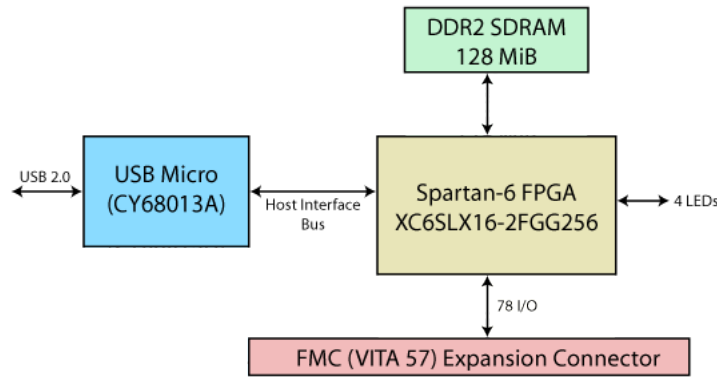 DDR2 SDRAM
128 MiB
USB 2.0
USB Micro
(CY68013A)
Host Interface
Bus
Spartan-6 FPGA
XC6SLX16-2FGG256
4 LEDs
78 I/O
FMC (VITA 57) Expansion Connector